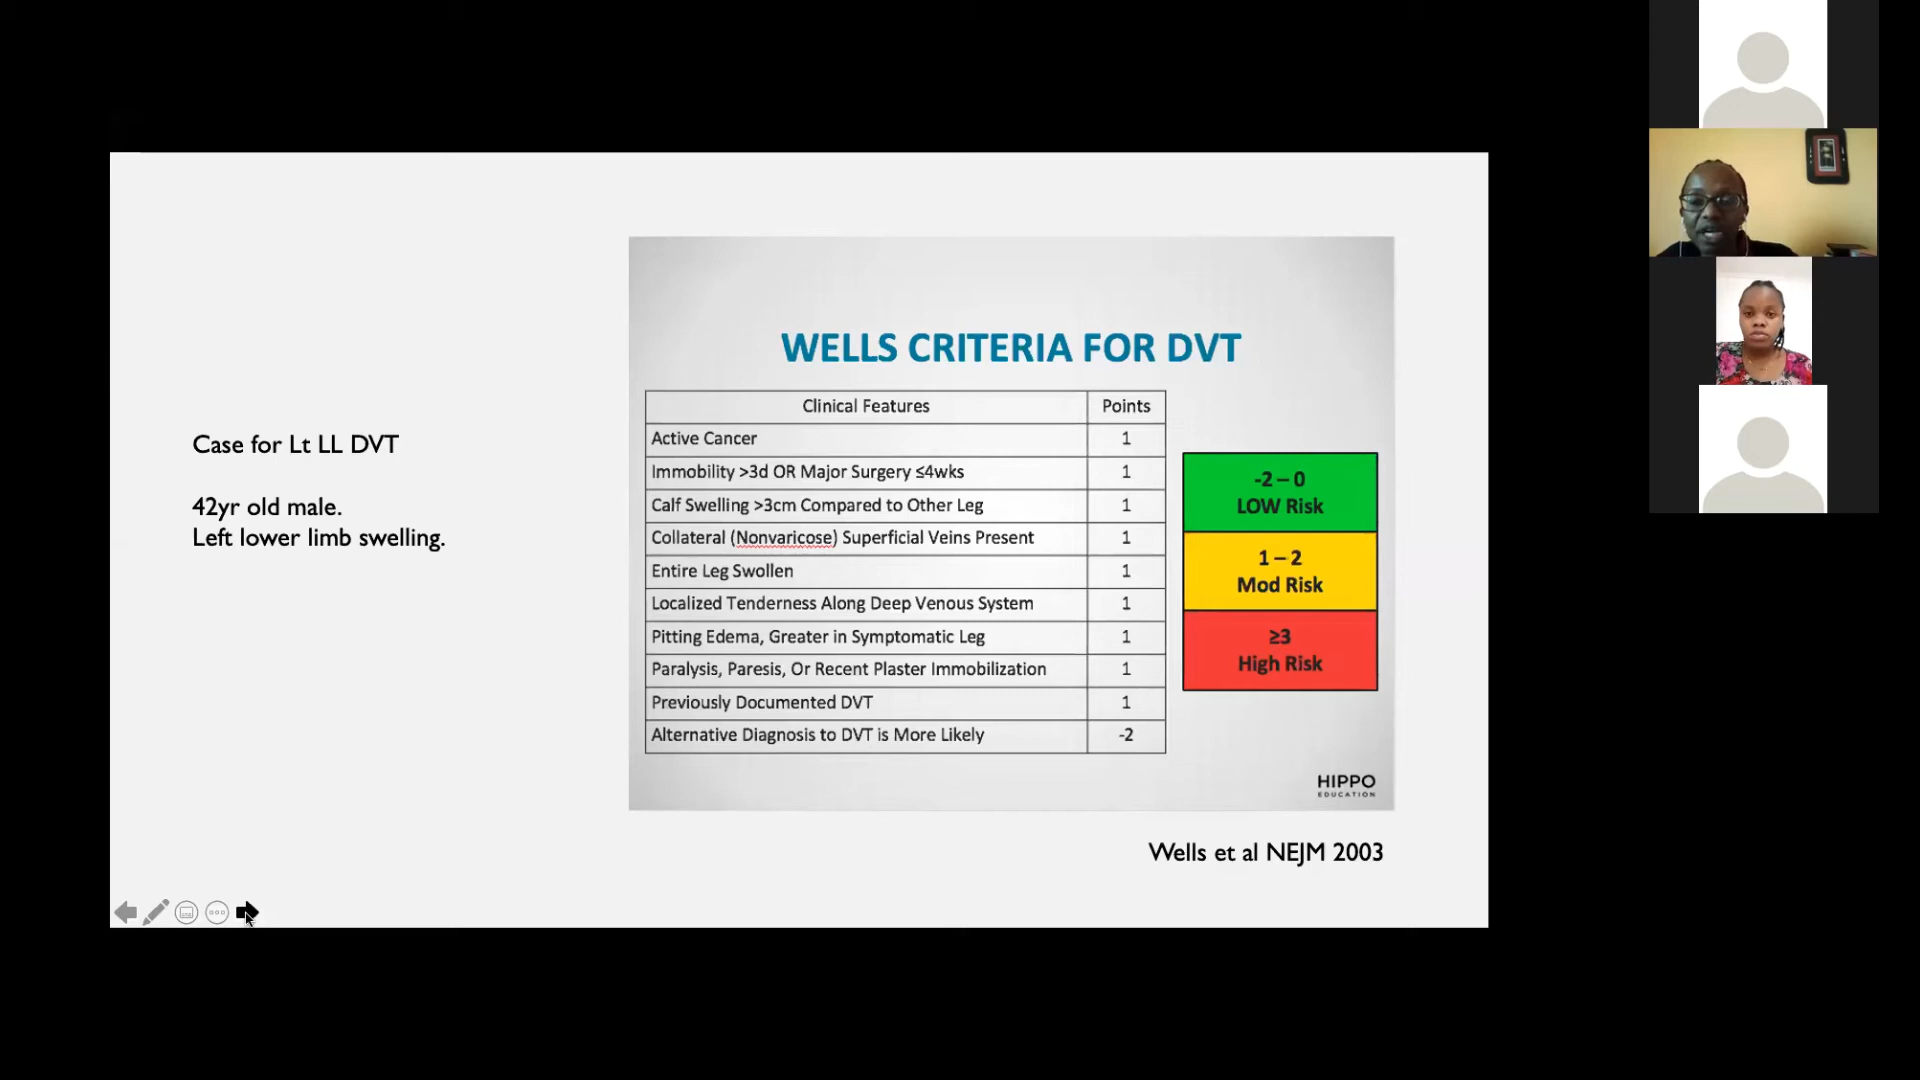 Case for Lt LL DVT
42yr old male.
Left lower limb swelling.
WELLS CRITERIA FOR DVT
Clinical Features Points
Active Cancer 1
Immobility >3d OR Major Surgery ≤4wks 1
Calf Swelling >3cm Compared to Other Leg 1
Collateral (Nonvaricose) Superficial Veins Present 1
Entire Leg Swollen 1
Localized Tenderness Along Deep Venous System 1
Pitting Edema, Greater in Symptomatic Leg 1
Paralysis, Paresis, Or Recent Plaster Immobilization 1
Previously Documented DVT 1
Alternative Diagnosis to DVT is More Likely -2
-2 – 0
LOW Risk
1 – 2
Mod Risk
≥3
High Risk
HIPPO
EDUCATION
Wells et al NEJM 2003